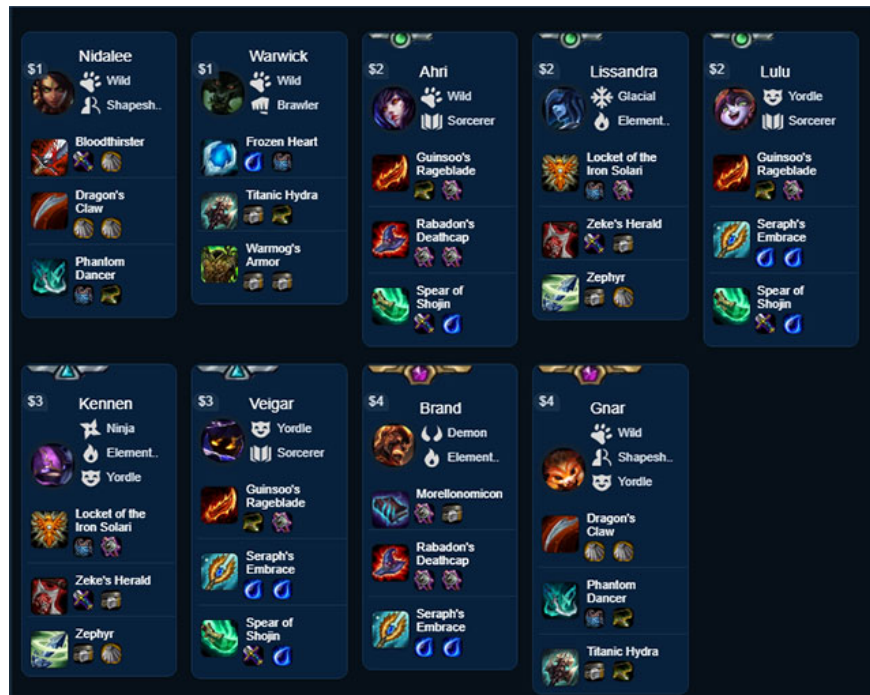 Nidalee
$1
Wild
Shapesh..
Bloodthirster
Dragon's
Claw
Phantom
Dancer
Warwick
$1
Wild
Brawler
Frozen Heart
Titanic Hydra
Warmog's
Armor
Ahri
$2
Wild
Sorcerer
Guinsoo's
Rageblade
Rabadon's
Deathcap
Spear of
Shojin
Lissandra
$2
Glacial
Element..
Locket of the
Iron Solari
Zeke's Herald
Zephyr
Lulu
$2
Yordle
Sorcerer
Guinsoo's
Rageblade
Seraph's
Embrace
Spear of
Shojin
Kennen
$3
Ninja
Element..
Yordle
Locket of the
Iron Solari
Zeke's Herald
Zephyr
Veigar
$3
Yordle
Sorcerer
Guinsoo's
Rageblade
Seraph's
Embrace
Spear of
Shojin
Brand
$4
Demon
Element..
Morellonomicon
Rabadon's
Deathcap
Seraph's
Embrace
Gnar
$4
Wild
Shapesh..
Yordle
Dragon's
Claw
Phantom
Dancer
Titanic Hydra